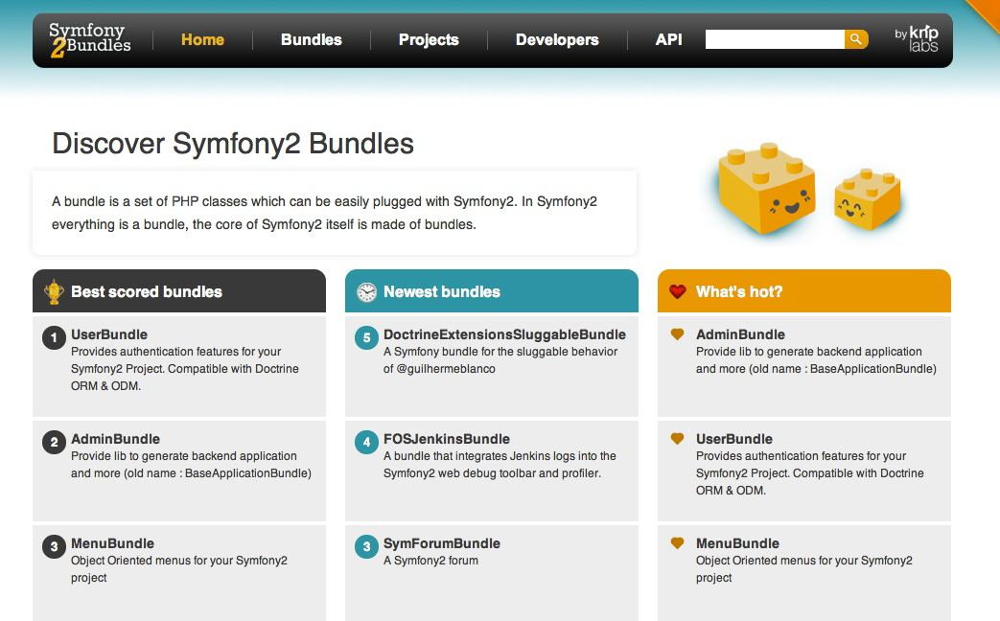 Symfony
2Bundles
Home
Bundles
Projects
Developers
API
by knp
labs
Discover Symfony2 Bundles
A bundle is a set of PHP classes which can be easily plugged with Symfony2. In Symfony2
everything is a bundle, the core of Symfony2 itself is made of bundles.
Best scored bundles
1 UserBundle
Provides authentication features for your
Symfony2 Project. Compatible with Doctrine
ORM & ODM.
2 AdminBundle
Provide lib to generate backend application
and more (old name : BaseApplicationBundle)
3 MenuBundle
Object Oriented menus for your Symfony2
project
Newest bundles
5 DoctrineExtensionsSluggableBundle
A Symfony bundle for the sluggable behavior
of @guilhermeblanco
4 FOSJenkinsBundle
A bundle that integrates Jenkins logs into the
Symfony2 web debug toolbar and profiler.
3 SymForumBundle
A Symfony2 forum
What's hot?
AdminBundle
Provide lib to generate backend application
and more (old name : BaseApplicationBundle)
UserBundle
Provides authentication features for your
Symfony2 Project. Compatible with Doctrine
ORM & ODM.
MenuBundle
Object Oriented menus for your Symfony2
project